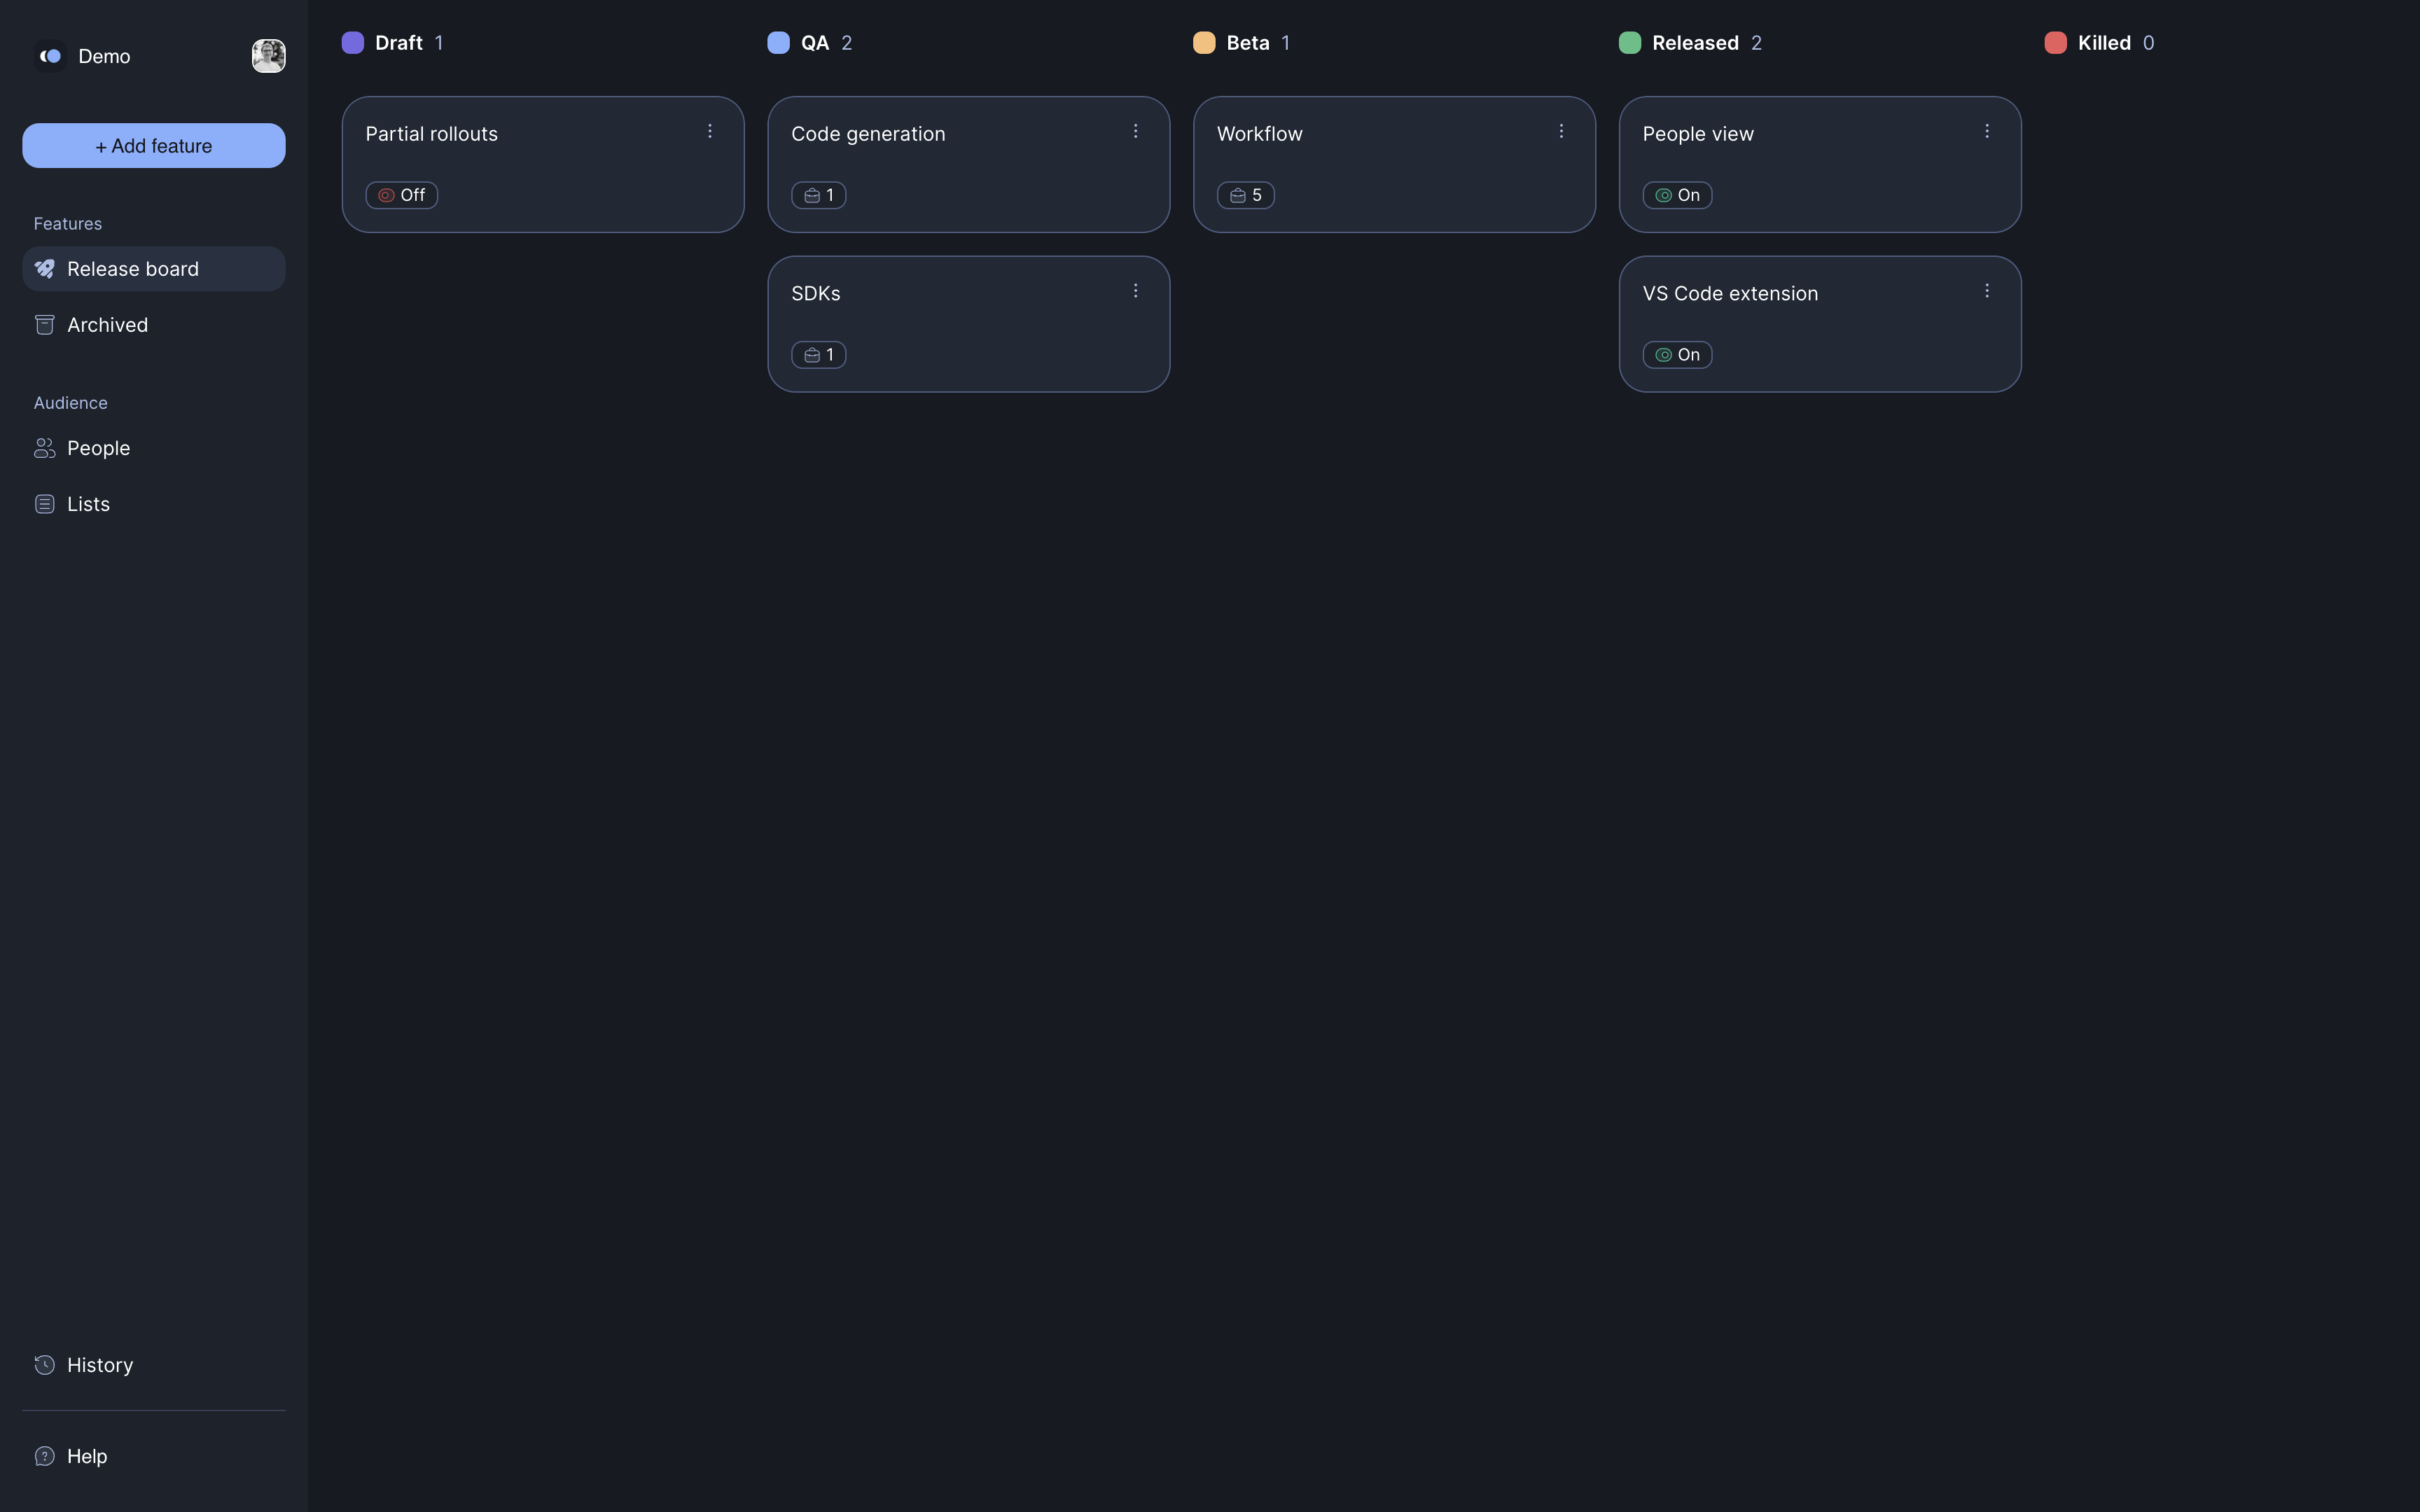 Demo
+ Add feature
Features
Release board
Archived
Audience
People
Lists
History
Help
Draft 1
Partial rollouts
Off
QA 2
Code generation
1
SDKs
1
Beta 1
Workflow
5
Released 2
People view
On
VS Code extension
On
Killed 0